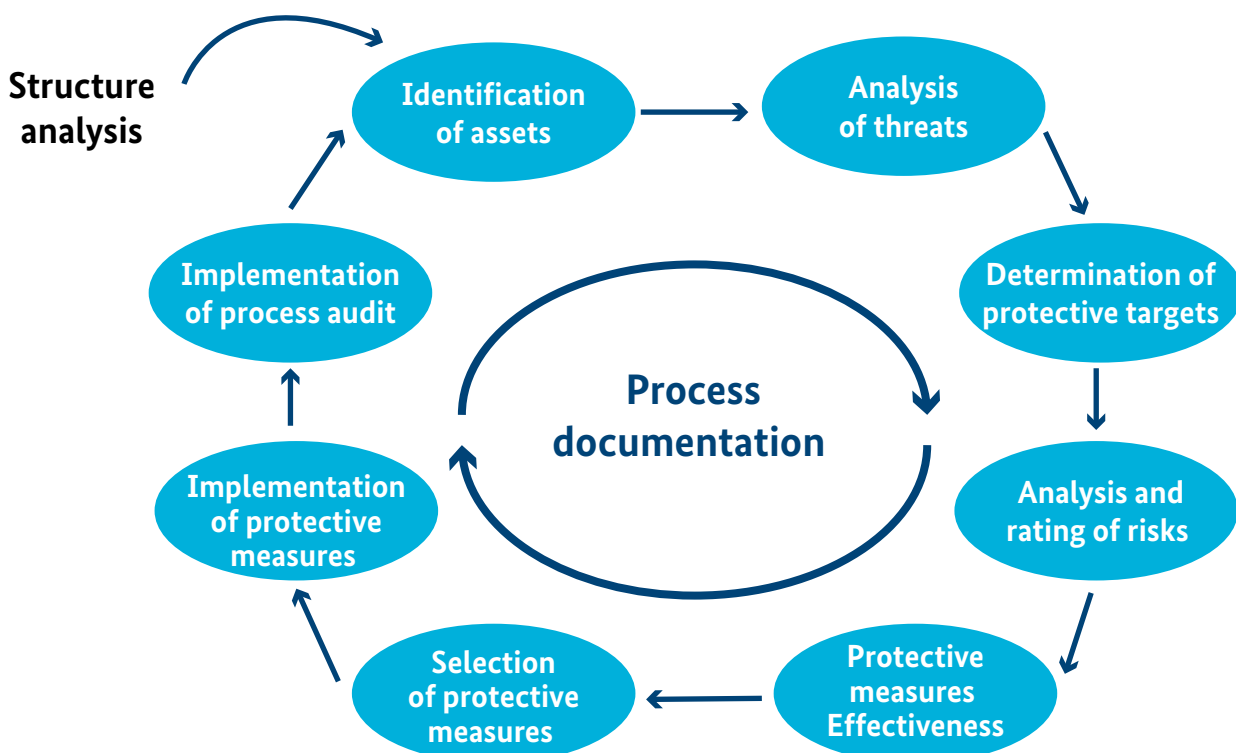 Structure
analysis
Identification
of assets
Analysis
of threats
Determination of
protective targets
Analysis and
rating of risks
Protective
measures
Effectiveness
Selection
of protective
measures
Implementation
of protective
measures
Implementation
of process audit
Process
documentation